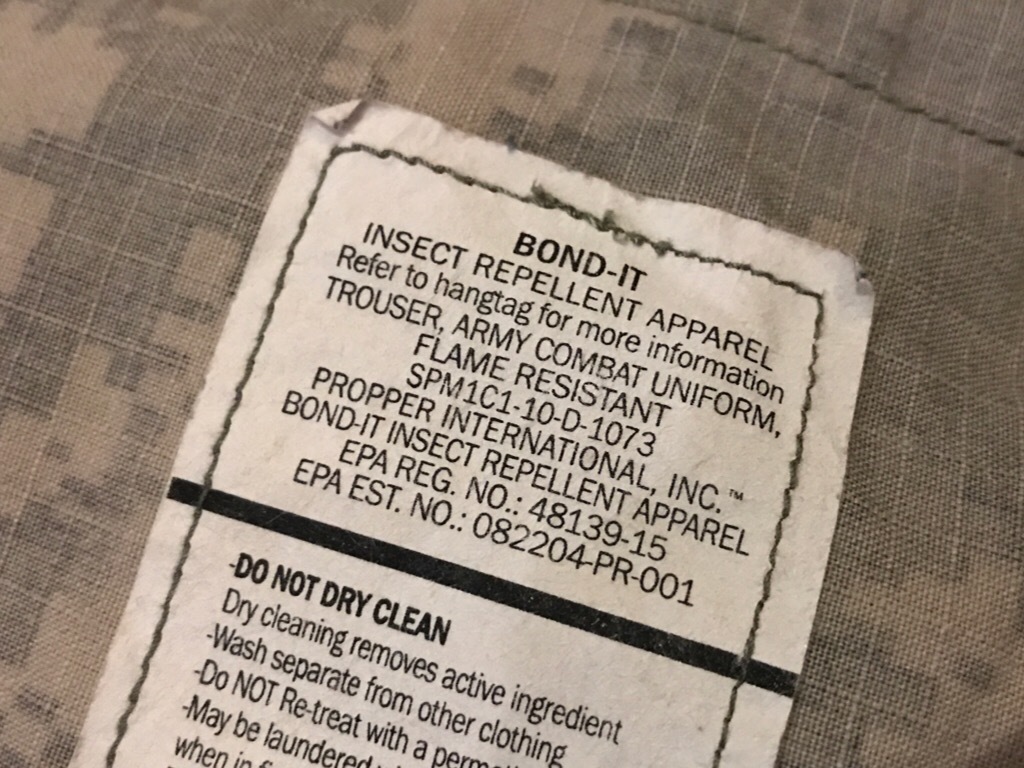 BOND-IT
INSECT REPELLENT APPAREL
Refer to hangtag for more information
TROUSER, ARMY COMBAT UNIFORM,
FLAME RESISTANT
SPM1C1-10-D-1073
PROPPER INTERNATIONAL, INC.™
BOND-IT INSECT REPELLENT APPAREL
EPA REG. NO.: 48139-15
EPA EST. NO.: 082204-PR-001
-DO NOT DRY CLEAN
Dry cleaning removes active ingredient
-Wash separate from other clothing
-Do NOT Re-treat with a
-May be laundered
when in